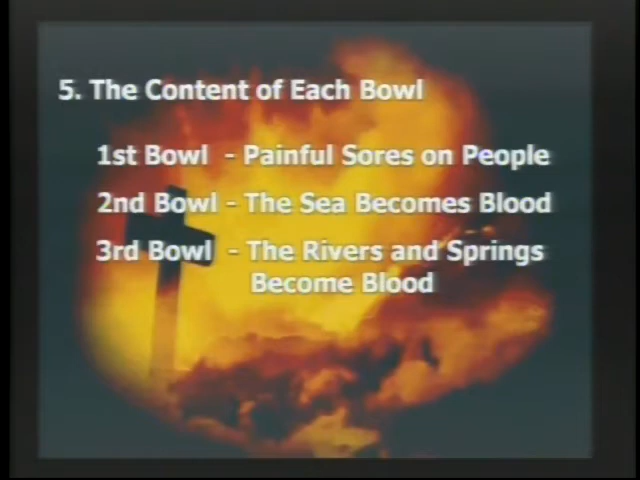 5. The Content of Each Bowl
1st Bowl - Painful Sores on People
2nd Bowl - The Sea Becomes Blood
3rd Bowl - The Rivers and Springs
Become Blood